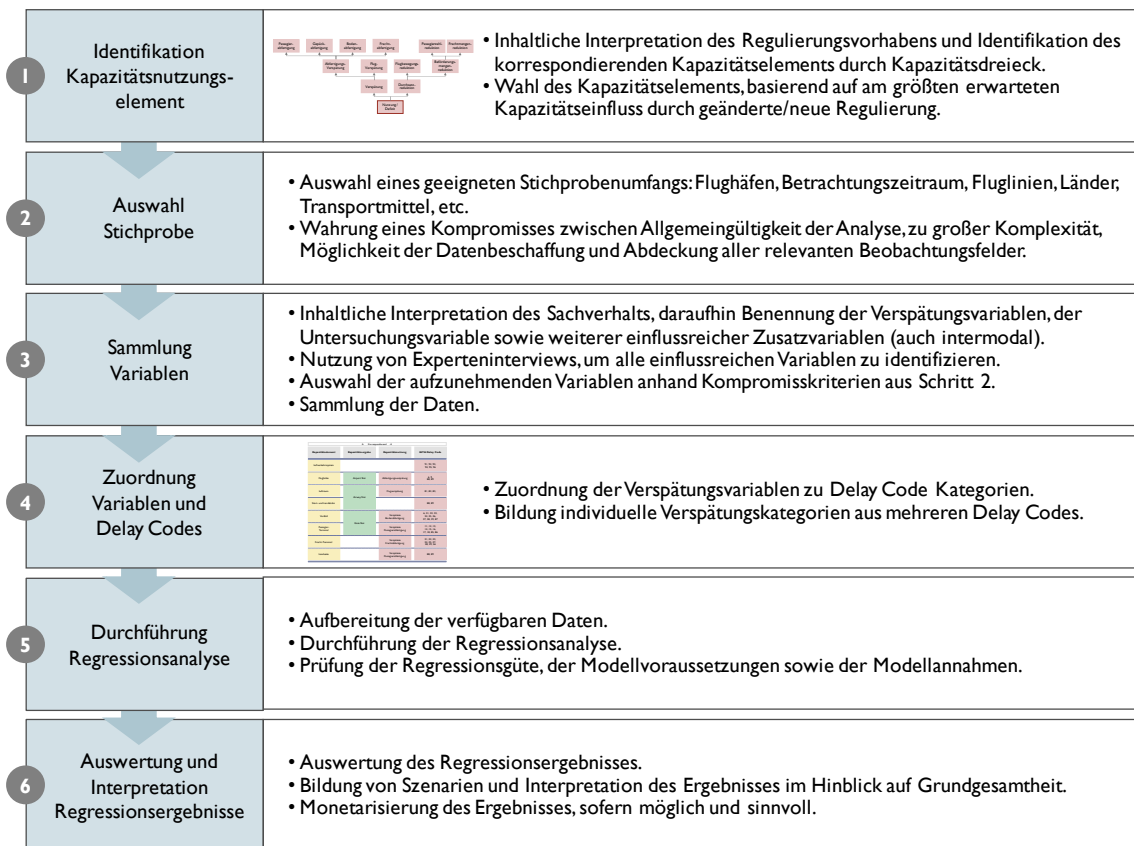 1
Identifikation
Kapazitätsnutzungs-
element
Verspätung
• Inhaltliche Interpretation des Regulierungsvorhabens und Identifikation des
korrespondierenden Kapazitätselements durch Kapazitätsdreieck.
• Wahl des Kapazitätselements, basierend auf am größten erwarteten
Kapazitätseinfluss durch geänderte/neue Regulierung.
2
Auswahl
Stichprobe
• Auswahl eines geeigneten Stichprobenumfangs: Flughäfen, Betrachtungszeitraum, Fluglinien, Länder,
Transportmittel, etc.
• Wahrung eines Kompromisses zwischen Allgemeingültigkeit der Analyse, zu großer Komplexität,
Möglichkeit der Datenbeschaffung und Abdeckung aller relevanten Beobachtungsfelder.
3
Sammlung
Variablen
• Inhaltliche Interpretation des Sachverhalts, daraufhin Benennung der Verspätungsvariablen, der
Untersuchungsvariable sowie weiterer einflussreicher Zusatzvariablen (auch intermodal).
• Nutzung von Experteninterviews, um alle einflussreichen Variablen zu identifizieren.
• Auswahl der aufzunehmenden Variablen anhand Kompromisskriterien aus Schritt 2.
• Sammlung der Daten.
4
Zuordnung
Variablen und
Delay Codes
• Zuordnung der Verspätungsvariablen zu Delay Code Kategorien.
• Bildung individuelle Verspätungskategorien aus mehreren Delay Codes.
5
Durchführung
Regressionsanalyse
• Aufbereitung der verfügbaren Daten.
• Durchführung der Regressionsanalyse.
• Prüfung der Regressionsgüte, der Modellvoraussetzungen sowie der Modellannahmen.
6
Auswertung und
Interpretation
Regressionsergebnisse
• Auswertung des Regressionsergebnisses.
• Bildung von Szenarien und Interpretation des Ergebnisses im Hinblick auf Grundgesamtheit.
• Monetarisierung des Ergebnisses, sofern möglich und sinnvoll.